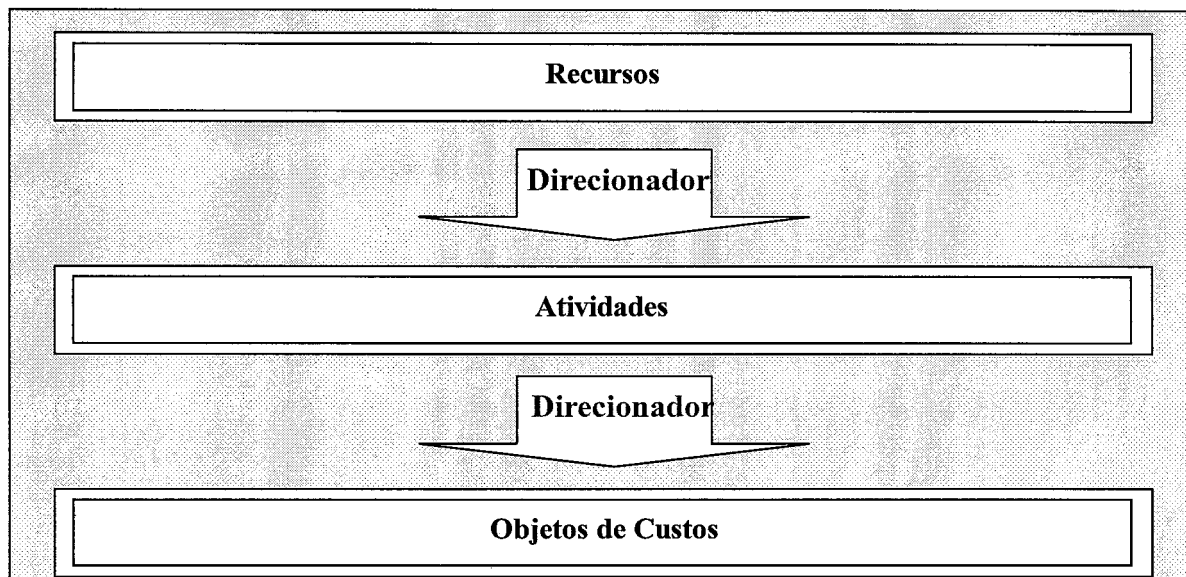 Recursos
Direcionador
Atividades
Direcionador
Objetos de Custos